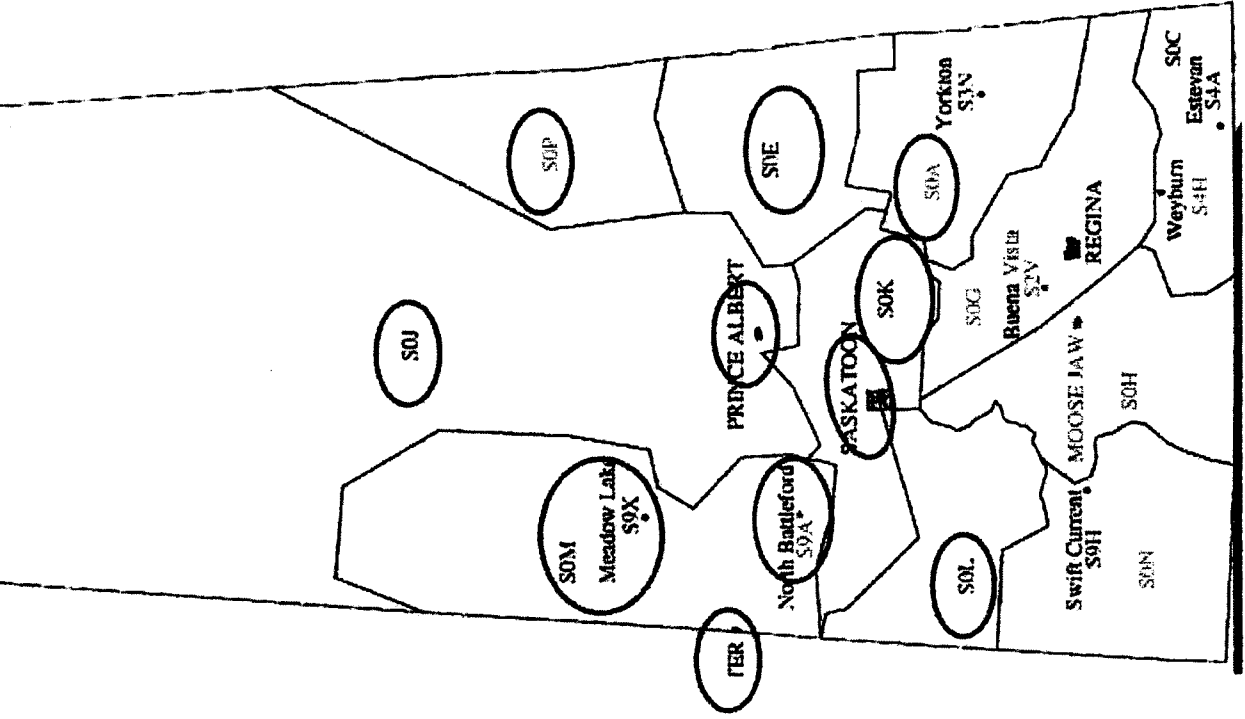 S0J
S0P
S0M
Meadow Lake
S9X
PRINCE ALBERT
S0E
North Battleford
S9A
SASKATOON
S0K
S0A
Yorkton
S3N
S0L
S0G
Buena Vista
S2V
Swift Current
S9H
MOOSE JAW
REGINA
S0H
S0N
Weyburn
S4H
S0C
Estevan
S4A